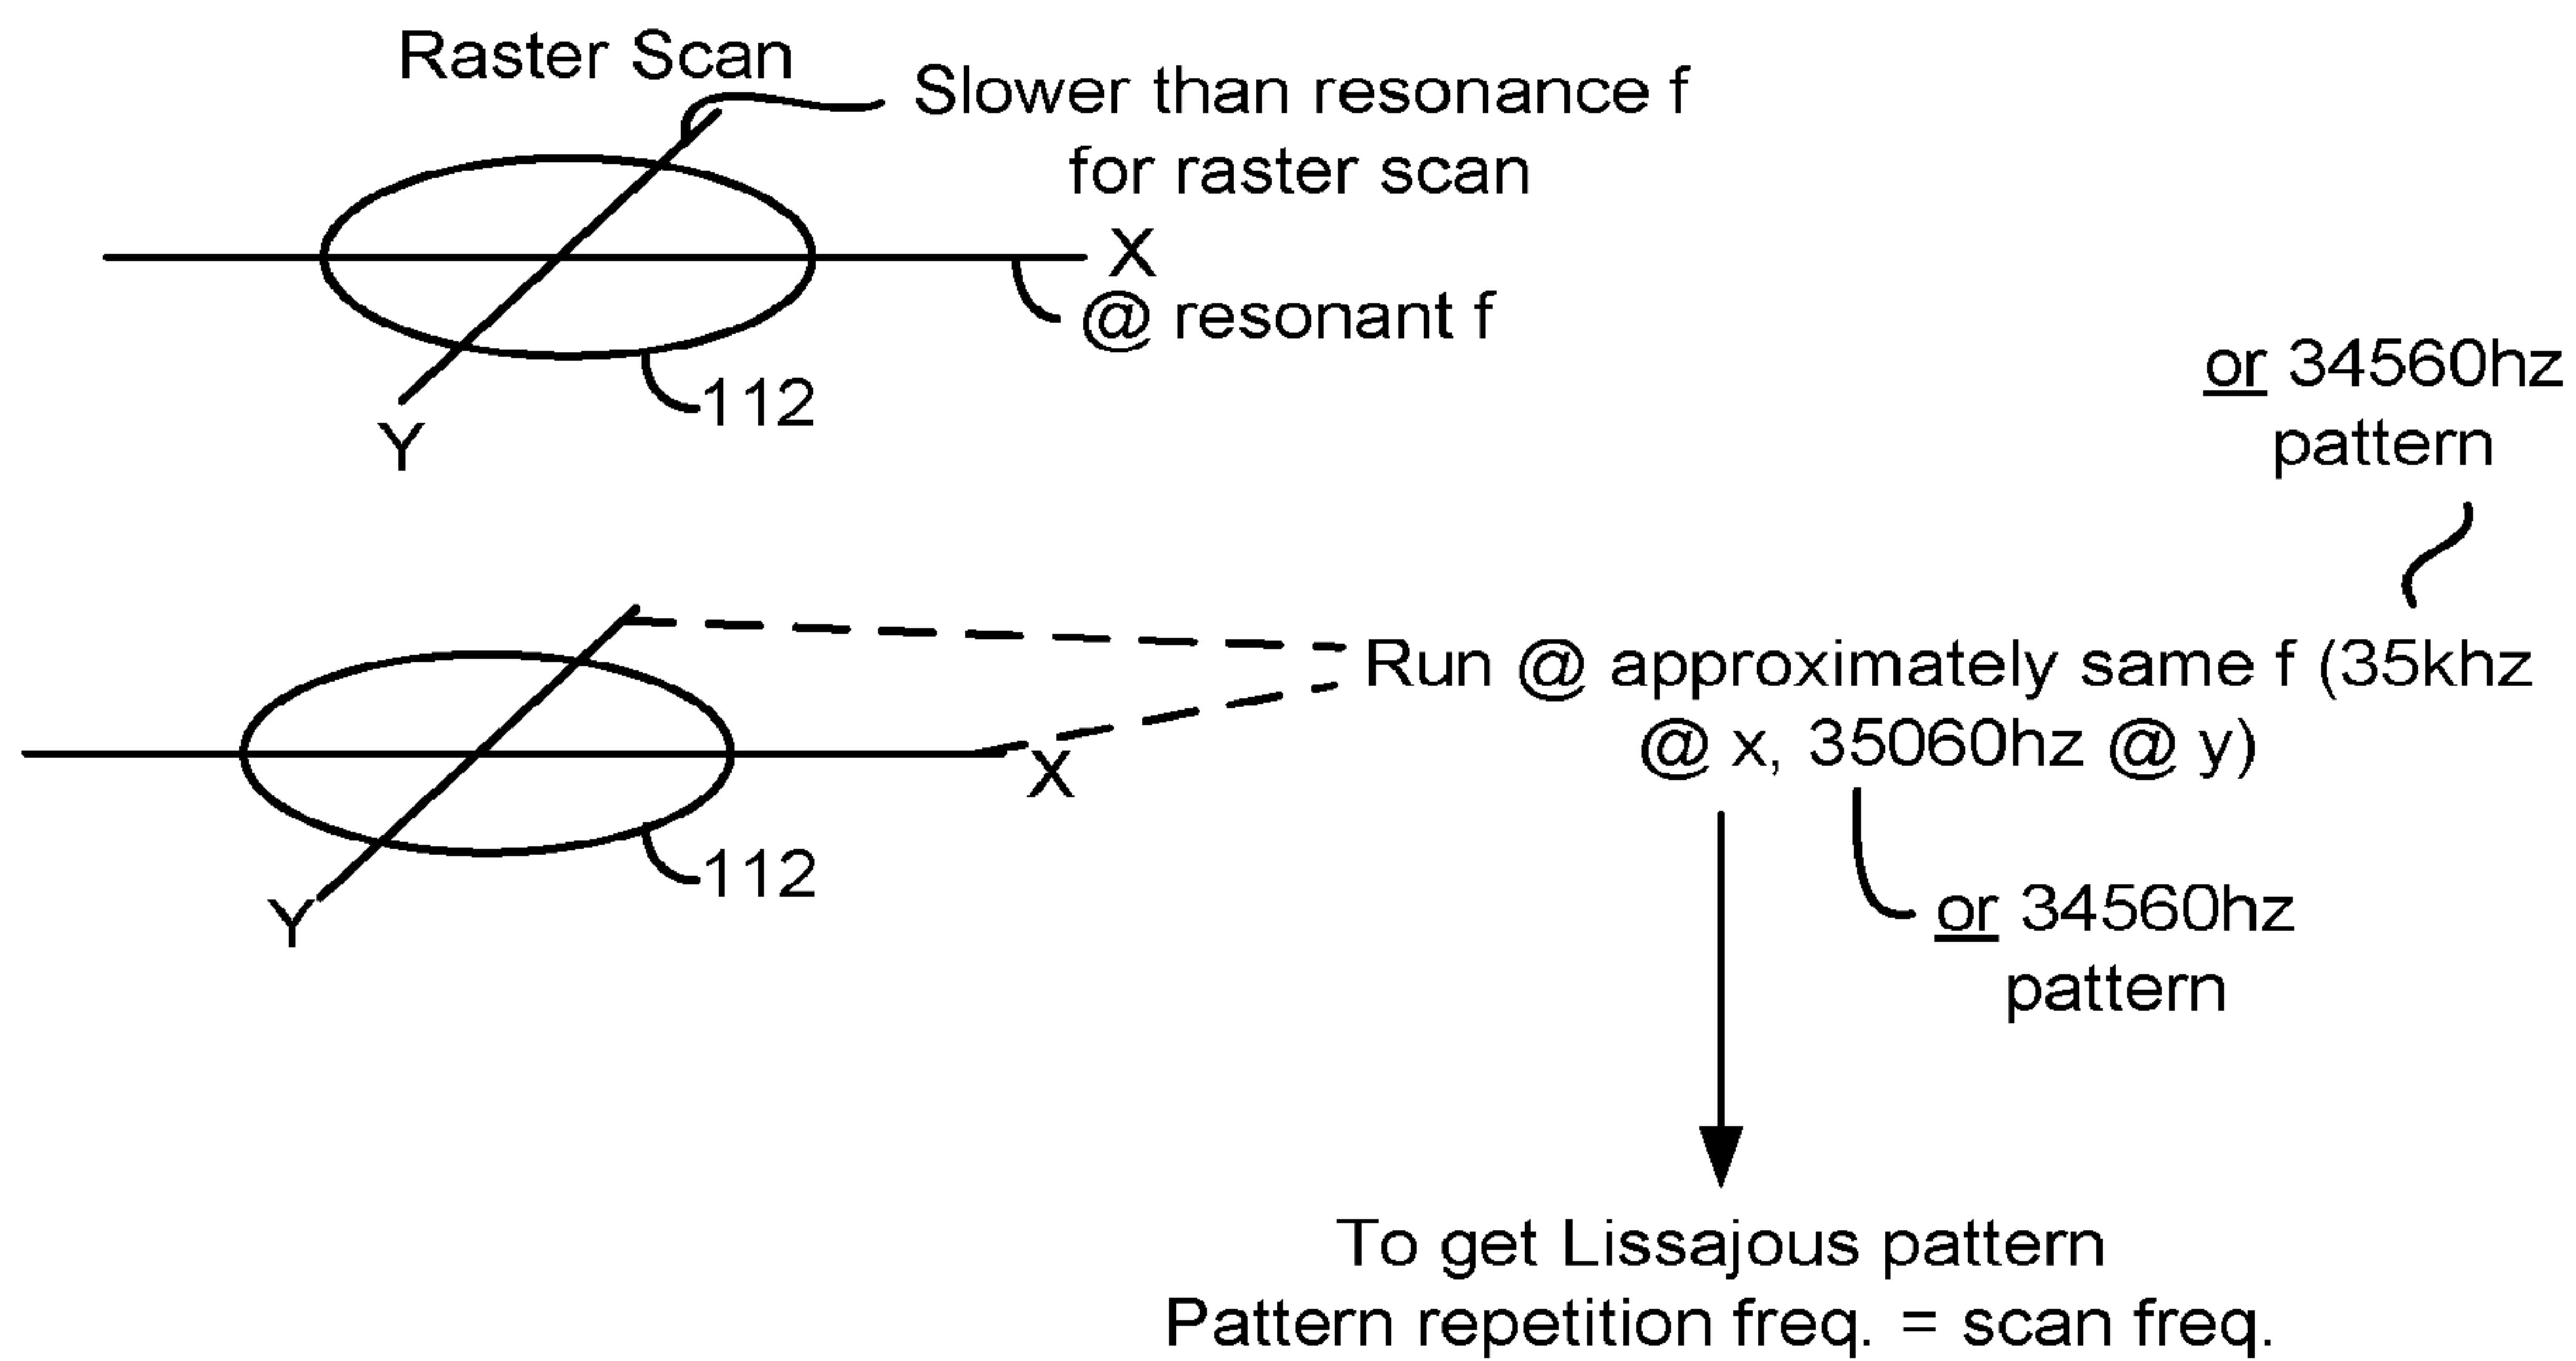 Raster Scan
Slower than resonance f
for raster scan
X
@ resonant f
112
Y
or 34560hz
pattern
Run @ approximately same f (35khz
@ x, 35060hz @ y)
X
112
Y
or 34560hz
pattern
To get Lissajous pattern
Pattern repetition freq. = scan freq.